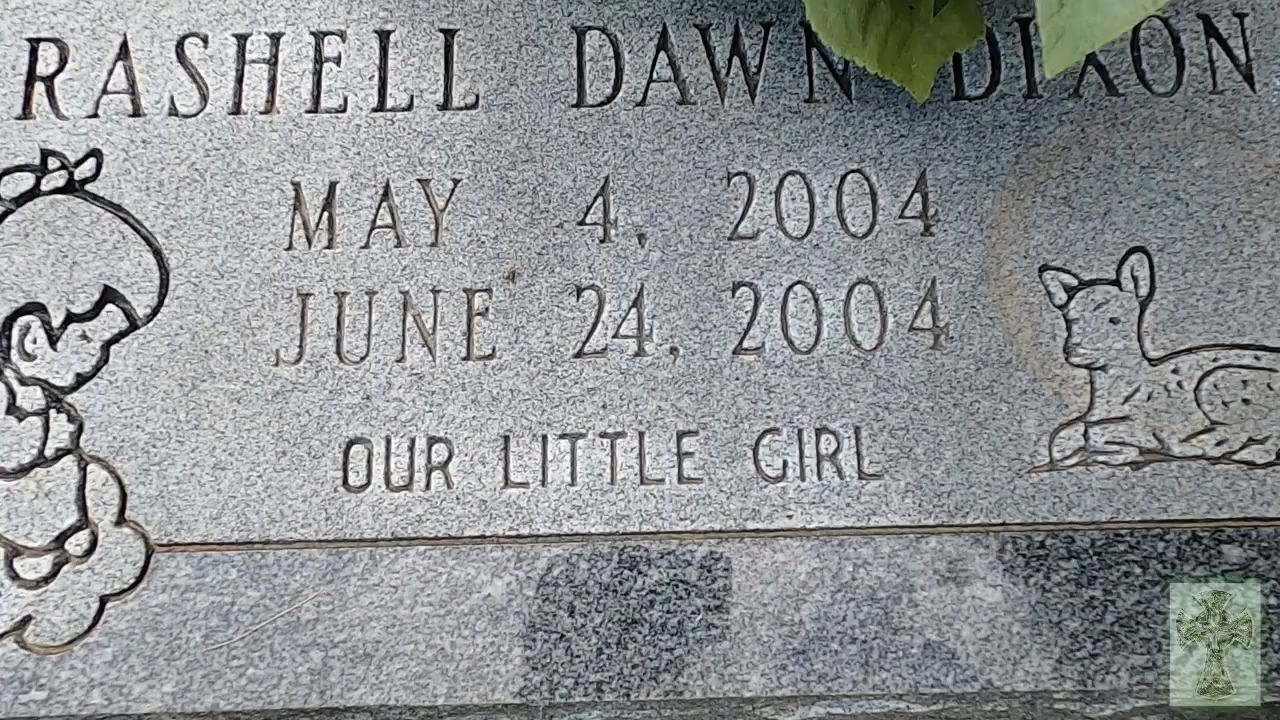 RASHELL DAWN DIXON
MAY 4, 2004
JUNE 24, 2004
OUR LITTLE GIRL